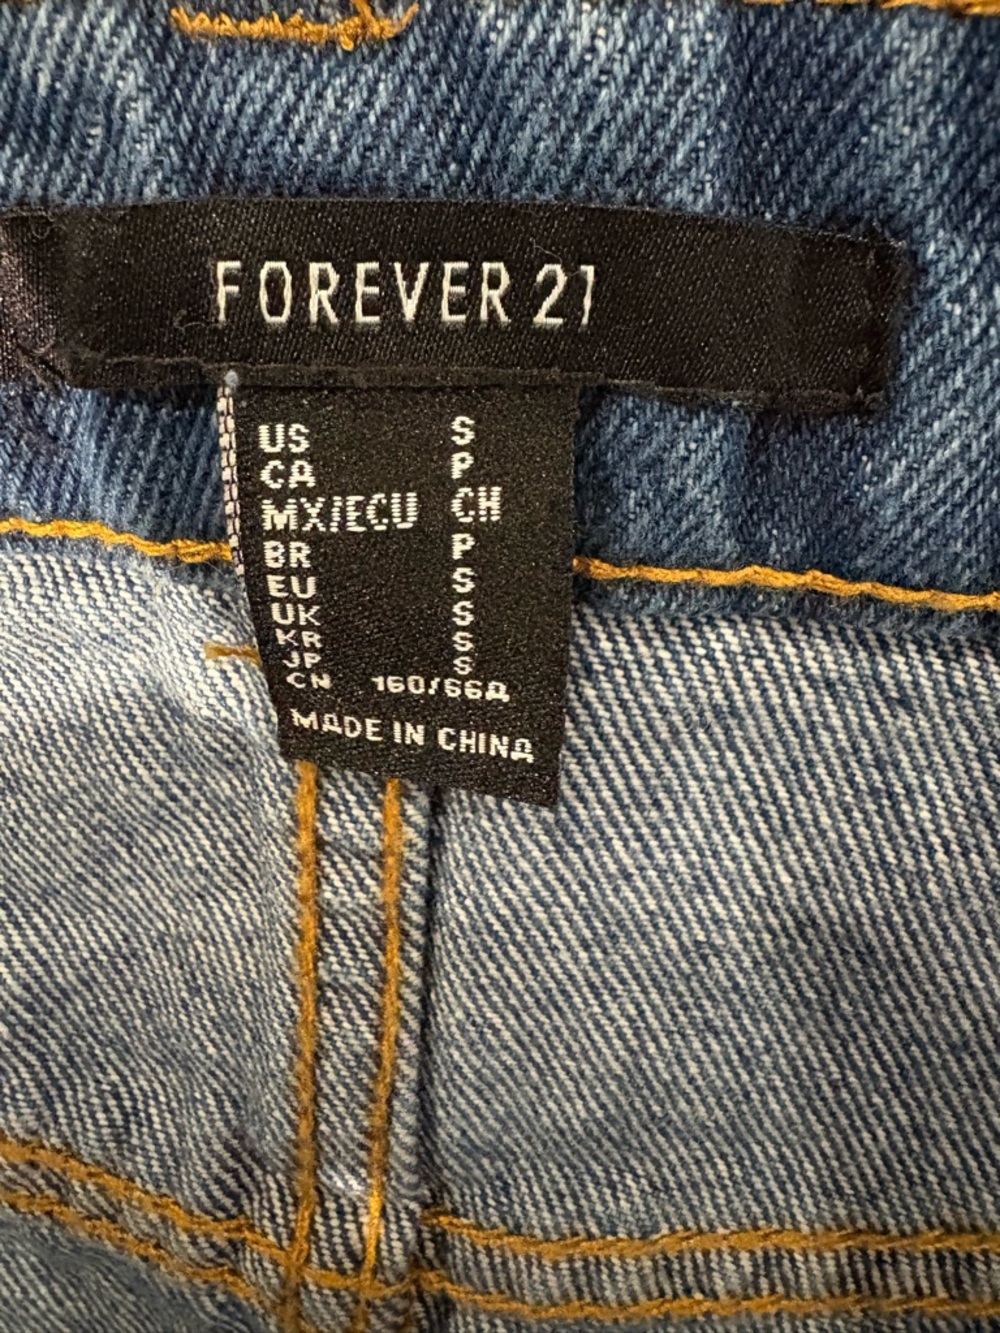 FOREVER 21
US S
CA P
MX/ECU CH
BR P
EU S
UK S
KR S
JP S
CN 160/66A
MADE IN CHINA